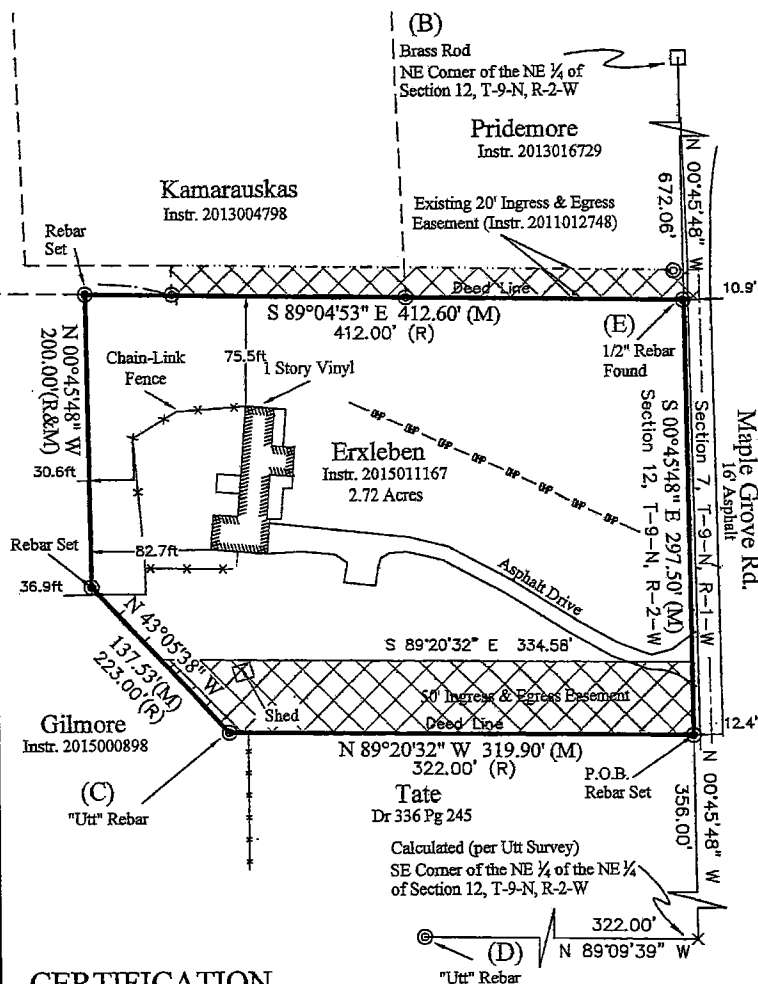 (B)
Brass Rod
NE Corner of the NE ¼ of
Section 12, T-9-N, R-2-W
Pridemore
Instr. 2013016729
N 00°45'48" W
672.06'
Kamarauskas
Instr. 2013004798
Existing 20' Ingress & Egress
Easement (Instr. 2011012748)
Rebar
Set
Deed Line
10.9'
S 89°04'53" E 412.60' (M)
412.00' (R)
(E)
1/2" Rebar
Found
N 00°45'48" W
200.00'(R&M)
Chain-Link
Fence
75.5ft
1 Story Vinyl
OHP OHP OHP OHP OHP OHP OHP
Erxleben
Instr. 2015011167
2.72 Acres
S 00°45'48" E 297.50' (M)
Section 12, T-9-N, R-2-W
Section 7, T-9-N, R-1-W
Maple Grove Rd.
16' Asphalt
30.6ft
Rebar Set
82.7ft
36.9ft
Asphalt Drive
N 43°05'38" W
137.53'(M)
223.00'(R)
S 89°20'32" E 334.58'
50' Ingress & Egress Easement
Shed
Deed Line
12.4'
Gilmore
Instr. 2015000898
N 89°20'32" W 319.90' (M)
322.00' (R)
P.O.B.
Rebar Set
(C)
"Utt" Rebar
Tate
Dr 336 Pg 245
N 00°45'48" W
356.00'
Calculated (per Utt Survey)
SE Corner of the NE ¼ of the NE ¼
of Section 12, T-9-N, R-2-W
322.00'
N 89°09'39" W
(D)
"Utt" Rebar
CERTIFICATION